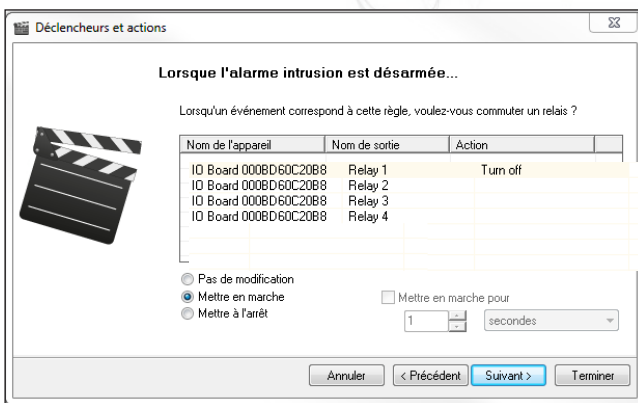 Déclencheurs et actions
Lorsque l'alarme intrusion est désarmée...
Lorsqu'un événement correspond à cette règle, voulez-vous commuter un relais ?
Nom de l'appareil Nom de sortie Action
IO Board 000BD60C20B8 Relay 1 Turn off
IO Board 000BD60C20B8 Relay 2
IO Board 000BD60C20B8 Relay 3
IO Board 000BD60C20B8 Relay 4
Pas de modification
Mettre en marche Mettre en marche pour
Mettre à l'arrêt 1 secondes
Annuler < Précédent Suivant > Terminer